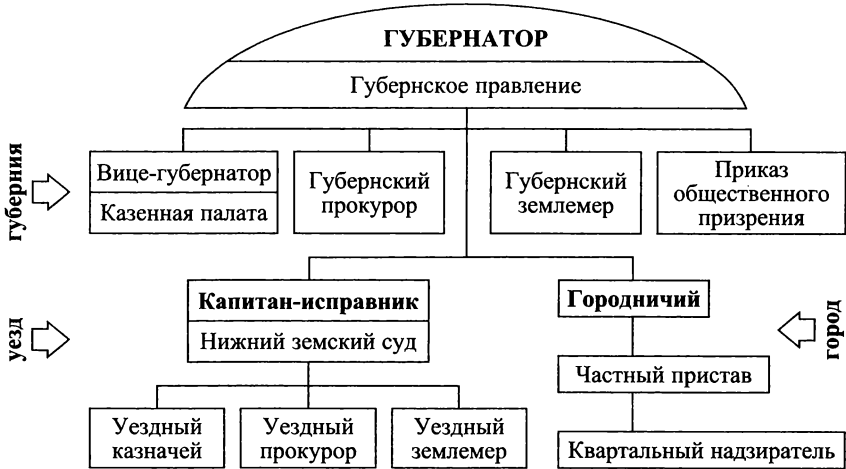 ГУБЕРНАТОР
Губернское правление
губерния
Вице-губернатор
Казенная палата
Губернский
прокурор
Губернский
землемер
Приказ
общественного
призрения
уезд
Капитан-исправник
Нижний земский суд
Уездный
казначей
Уездный
прокурор
Уездный
землемер
Городничий
Частный пристав
Квартальный надзиратель
город